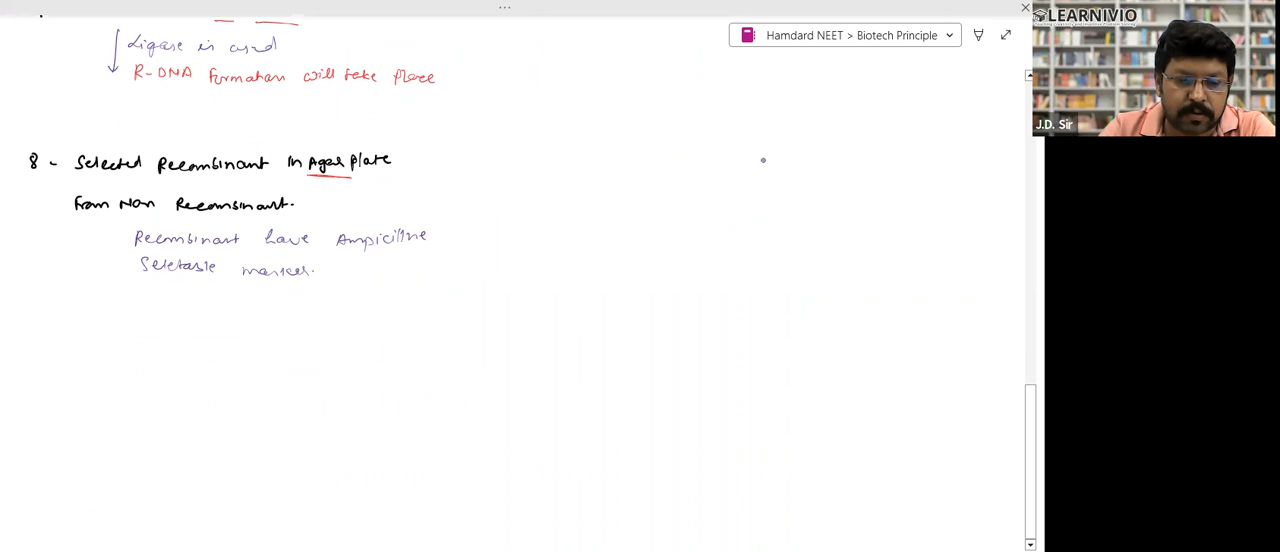 LEARNIVIO
Hamdard NEET > Biotech Principle
Ligase is used
R-DNA Formation will take place
J.D. Sir
8 - Selected Recombinant in Agar plate
From Non Recombinant.
Recombinant have Ampicilline
Seletable marker.